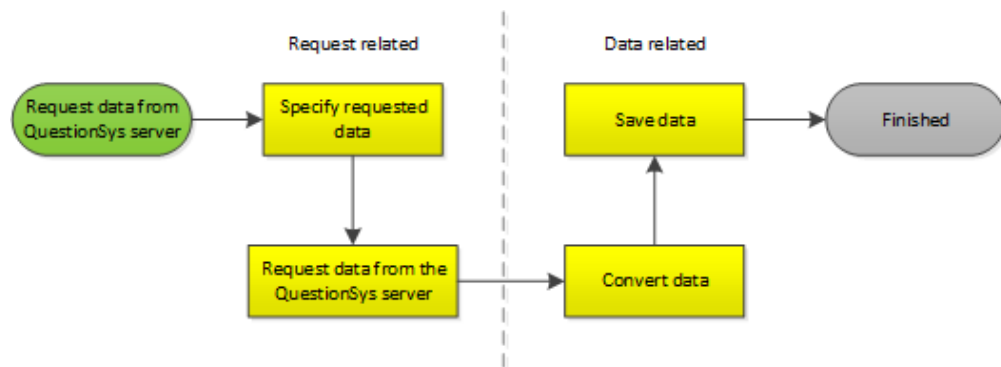 Request related
Data related
Request data from
QuestionSys server
Specify requested
data
Save data
Finished
Request data from the
QuestionSys server
Convert data